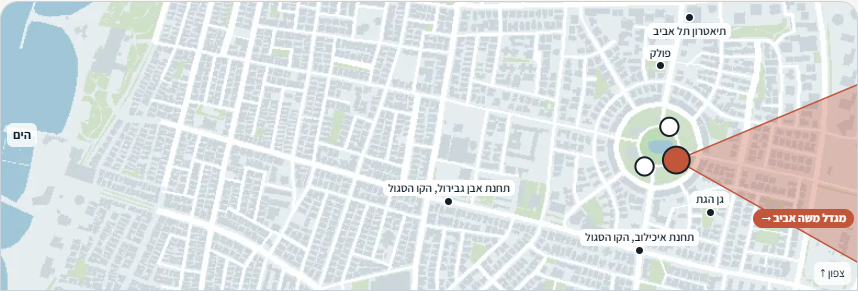 תיאטרון תל אביב
פולק
הים
תחנת אבן גבירול, הקו הסגול
גן הגת
מגדל משה אביב →
תחנת איכילוב, הקו הסגול
צפון ↑